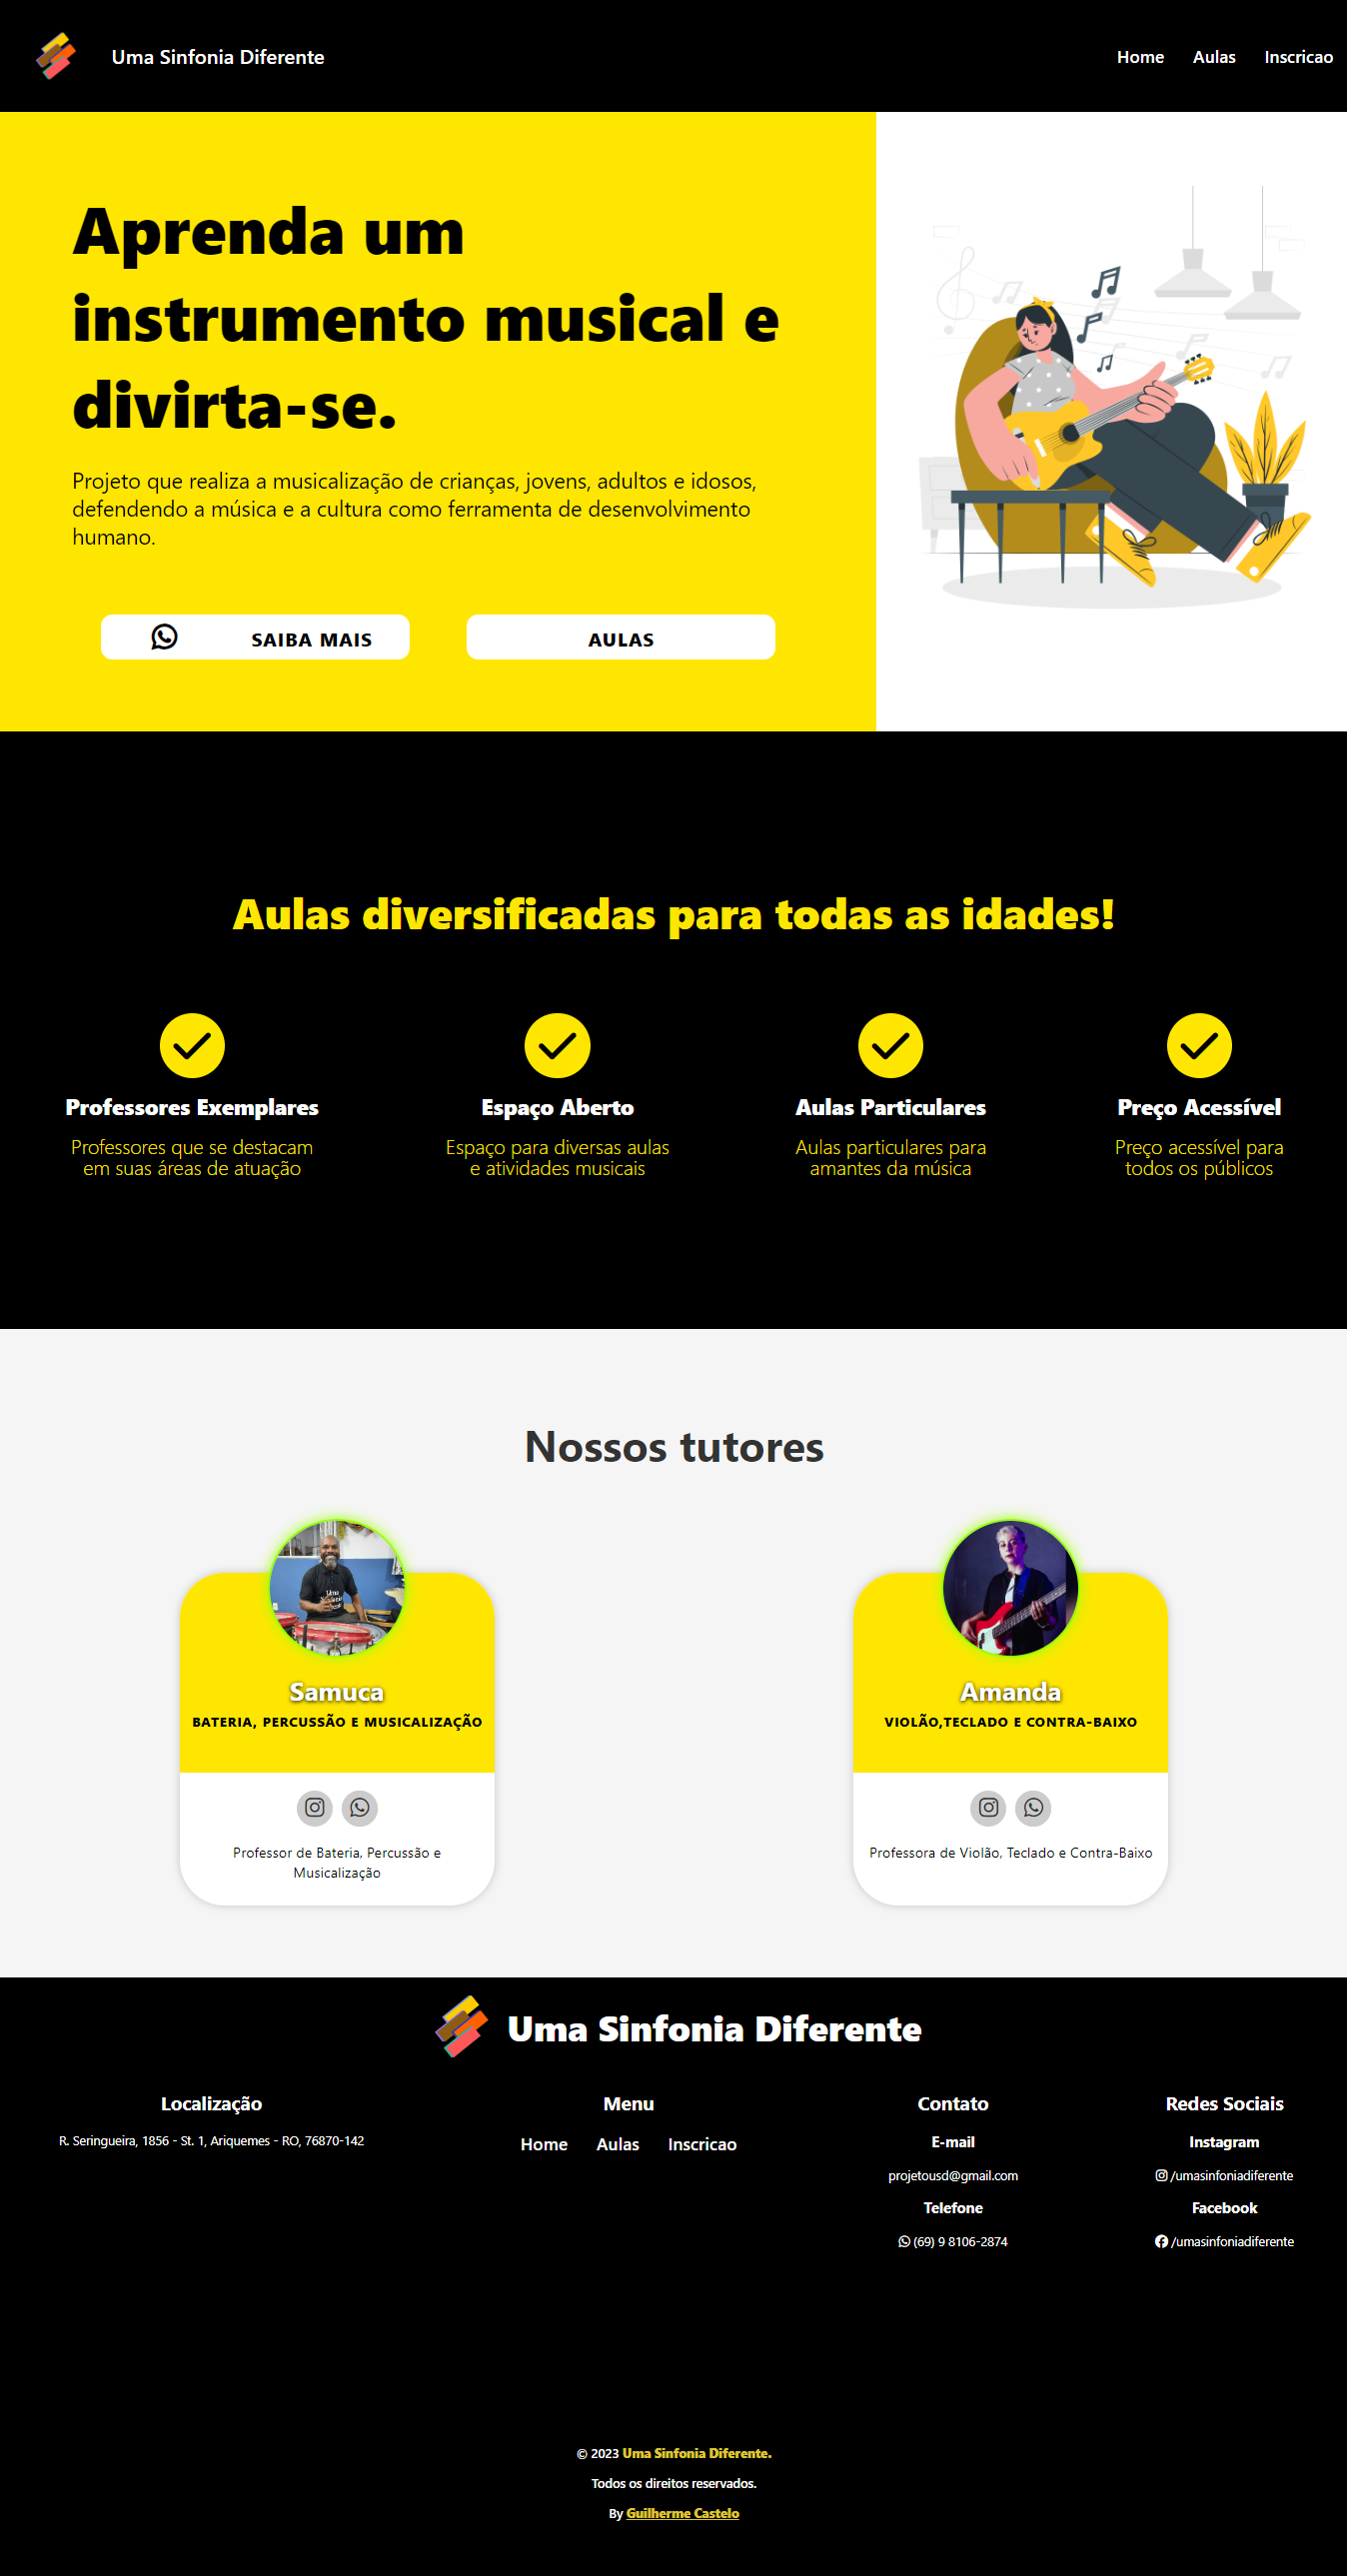 Uma Sinfonia Diferente
Home Aulas Inscricao
Aprenda um
instrumento musical e
divirta-se.
Projeto que realiza a musicalização de crianças, jovens, adultos e idosos,
defendendo a música e a cultura como ferramenta de desenvolvimento
humano.
SAIBA MAIS
AULAS
Aulas diversificadas para todas as idades!
Professores Exemplares
Professores que se destacam
em suas áreas de atuação
Espaço Aberto
Espaço para diversas aulas
e atividades musicais
Aulas Particulares
Aulas particulares para
amantes da música
Preço Acessível
Preço acessível para
todos os públicos
Nossos tutores
Samuca
BATERIA, PERCUSSÃO E MUSICALIZAÇÃO
Professor de Bateria, Percussão e
Musicalização
Amanda
VIOLÃO,TECLADO E CONTRA-BAIXO
Professora de Violão, Teclado e Contra-Baixo
Uma Sinfonia Diferente
Localização
R. Seringueira, 1856 - St. 1, Ariquemes - RO, 76870-142
Menu
Home Aulas Inscricao
Contato
E-mail
projetousd@gmail.com
Telefone
(69) 9 8106-2874
Redes Sociais
Instagram
/umasinfoniadiferente
Facebook
/umasinfoniadiferente
© 2023 Uma Sinfonia Diferente.
Todos os direitos reservados.
By Guilherme Castelo